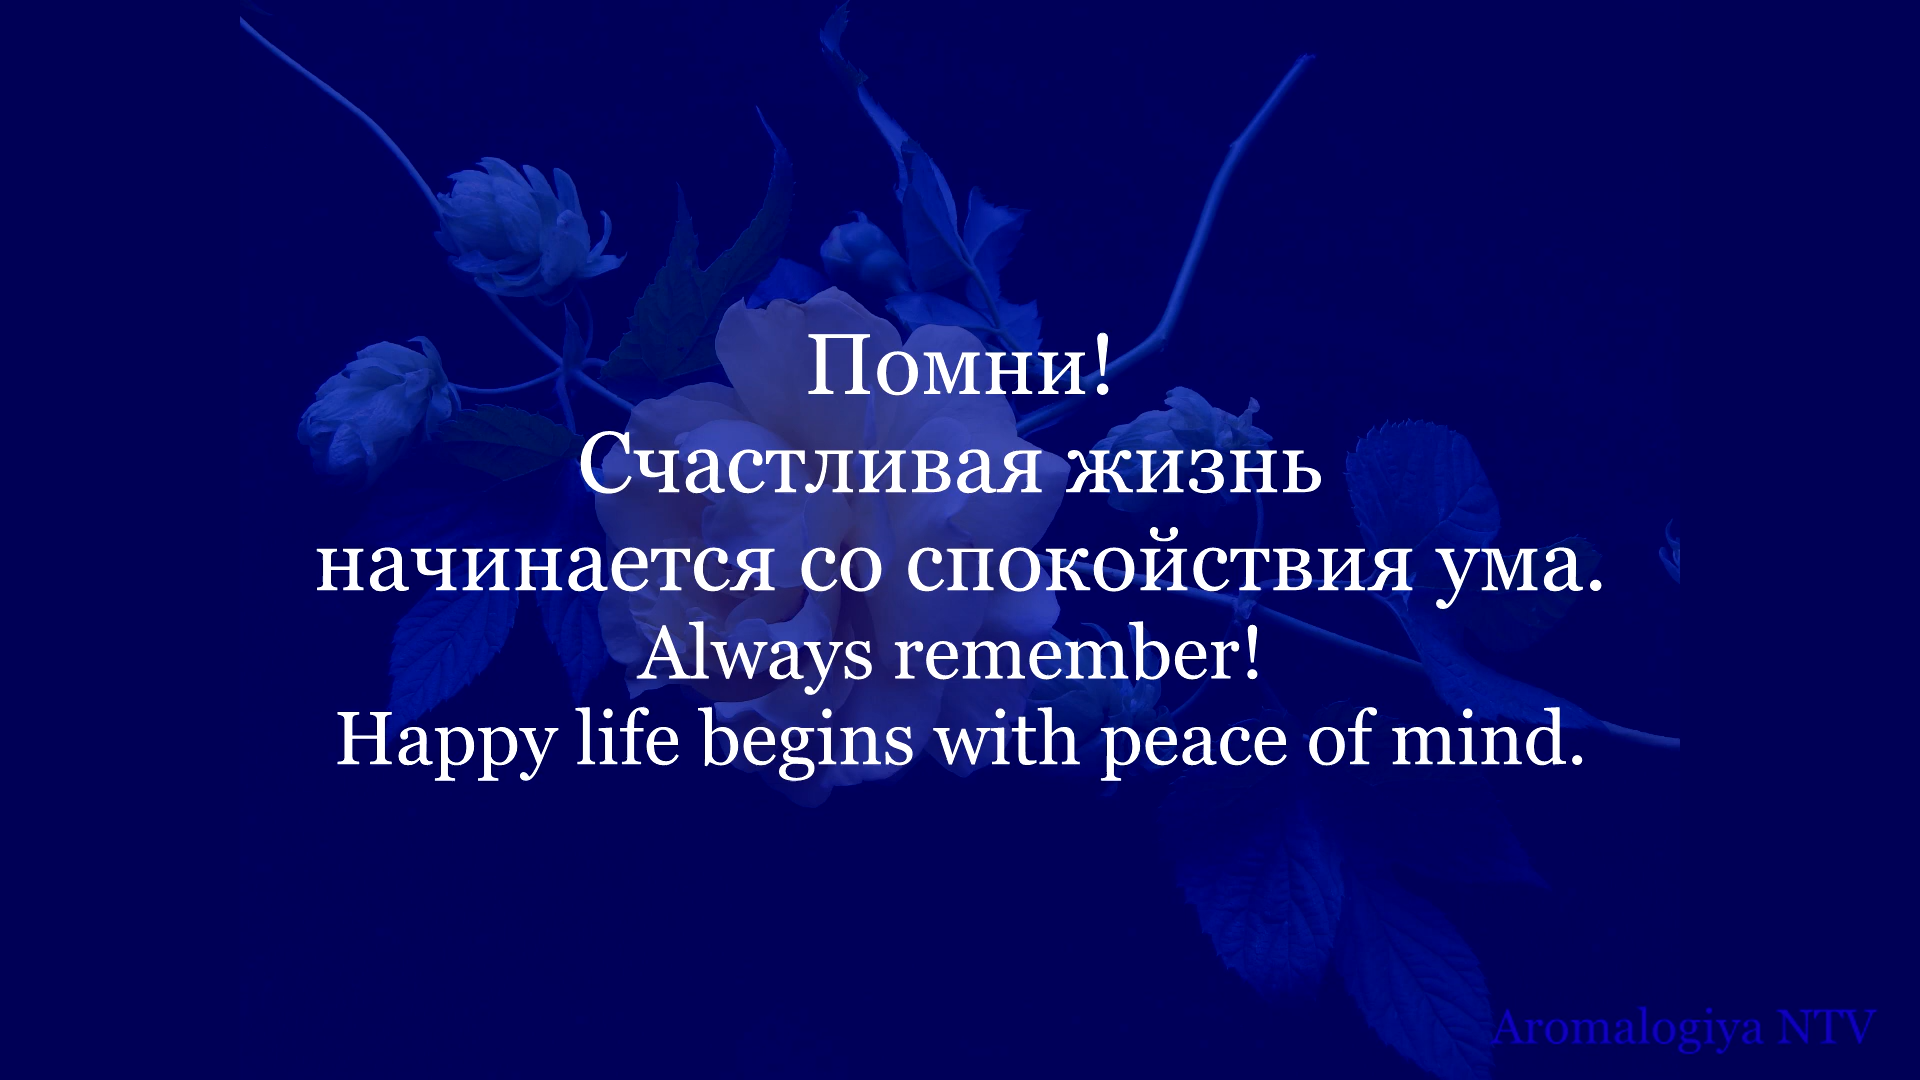 Помни!
Счастливая жизнь
начинается со спокойствия ума.
Always remember!
Happy life begins with peace of mind.
Aromalogiya NTV